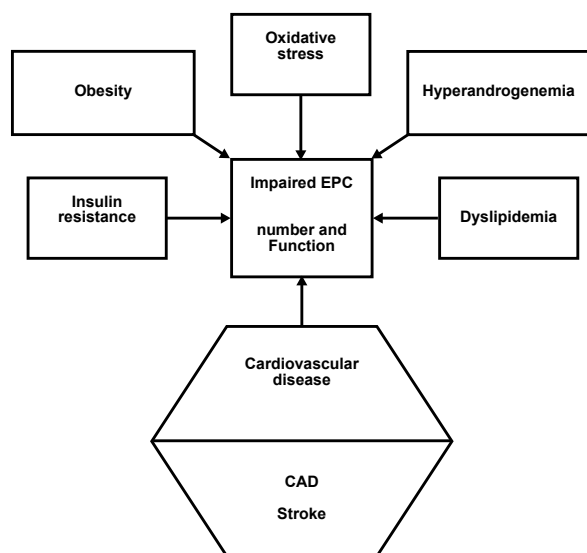 Oxidative
stress
Obesity
Hyperandrogenemia
Impaired EPC
number and
Function
Insulin
resistance
Dyslipidemia
Cardiovascular
disease
CAD
Stroke